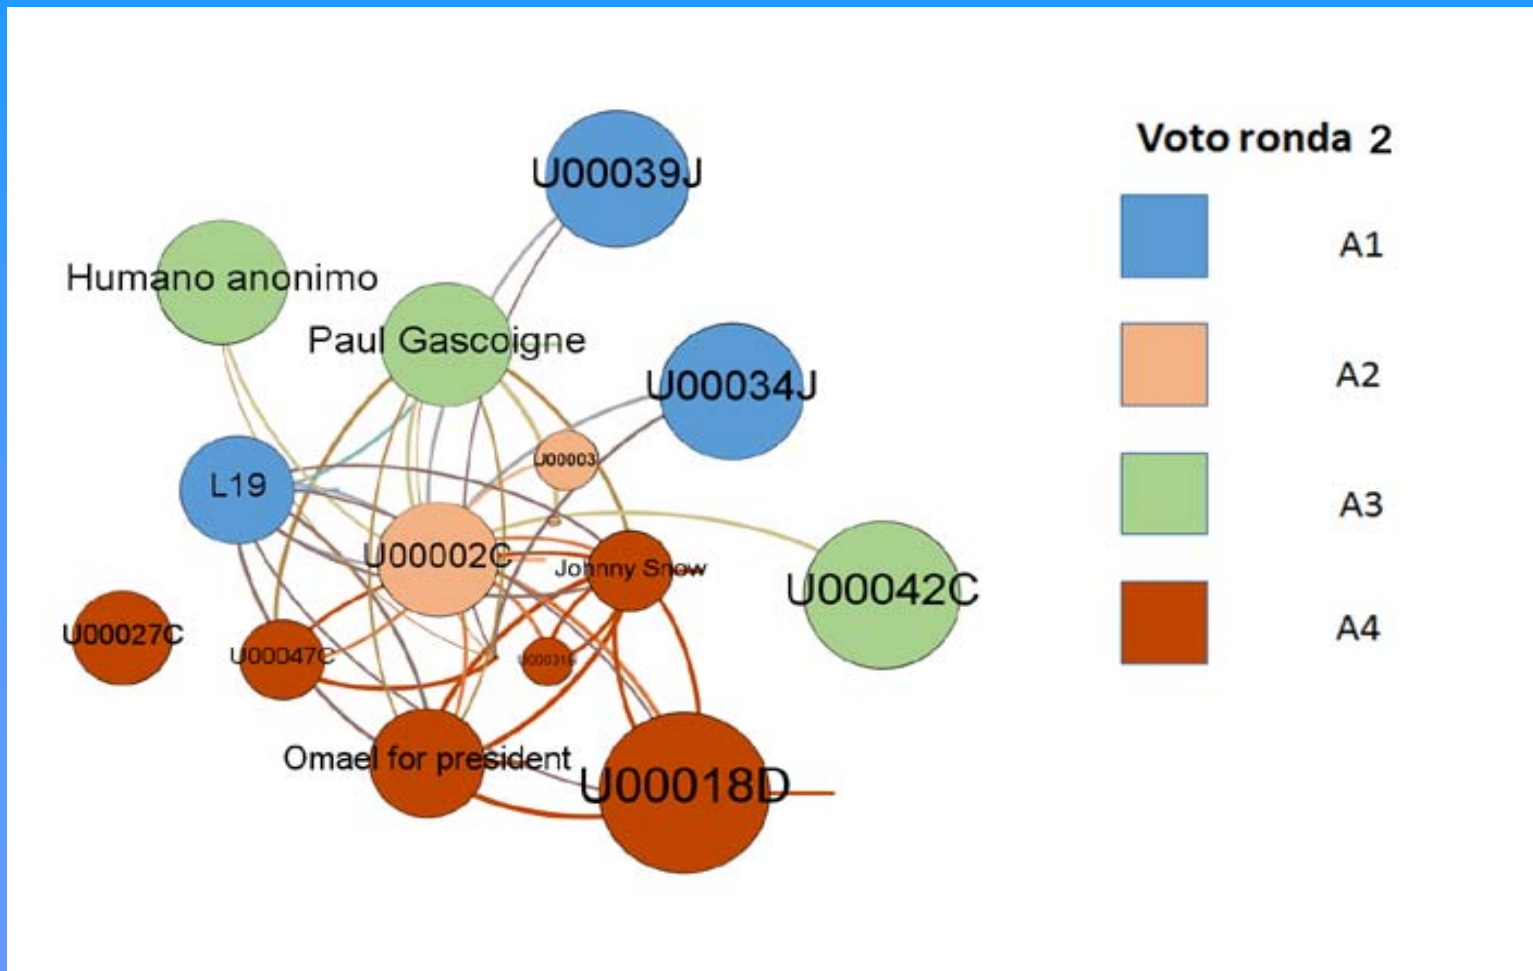 Voto ronda 2
U00039J
A1
Humano anonimo
Paul Gascoigne
A2
U00034J
U00003
L19
A3
U00002C
Johnny Snow
U00042C
U00027C
U00047C
A4
Omael for president
U00018D